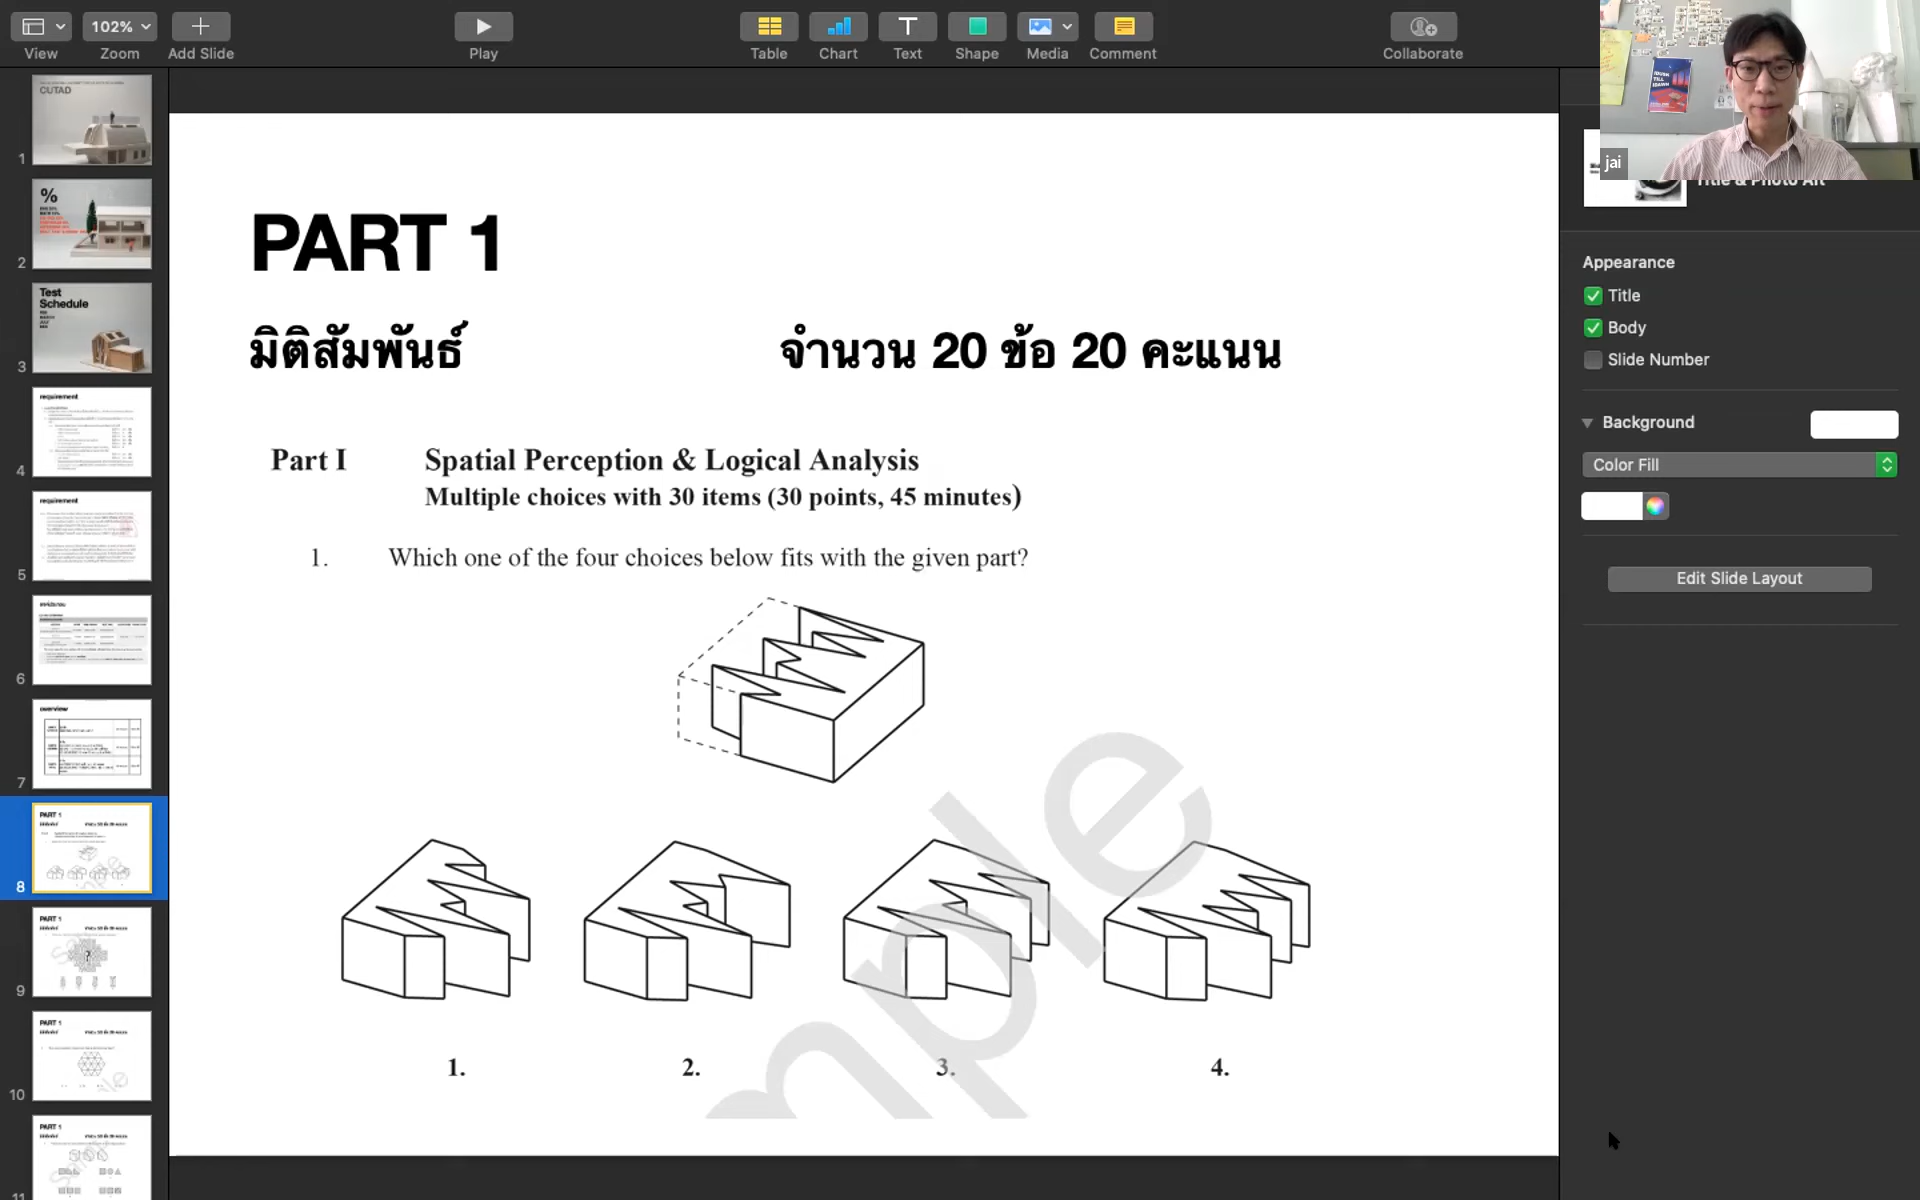 View
102%
Zoom
Add Slide
Play
Table
Chart
Text
Shape
Media
Comment
Collaborate
CUTAD
1
%
2
Test
Schedule
3
requirement
4
requirement
5
6
overview
7
PART 1
8
PART 1
9
PART 1
10
PART 1
11
PART 1
มิติสัมพันธ์ จำนวน 20 ข้อ 20 คะแนน
Part I Spatial Perception & Logical Analysis
Multiple choices with 30 items (30 points, 45 minutes)
1. Which one of the four choices below fits with the given part?
1. 2. 3. 4.
mple
jai
Title & Photo Alt
Appearance
Title
Body
Slide Number
Background
Color Fill
Edit Slide Layout